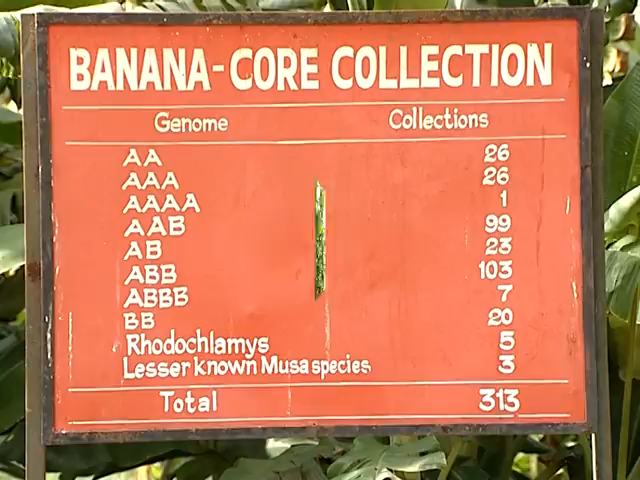 BANANA-CORE COLLECTION
Genome Collections
AA 26
AAA 26
AAAA 1
AAB 99
AB 23
ABB 103
ABBB 7
BB 20
Rhodochlamys 5
Lesser known Musa species 3
Total 313